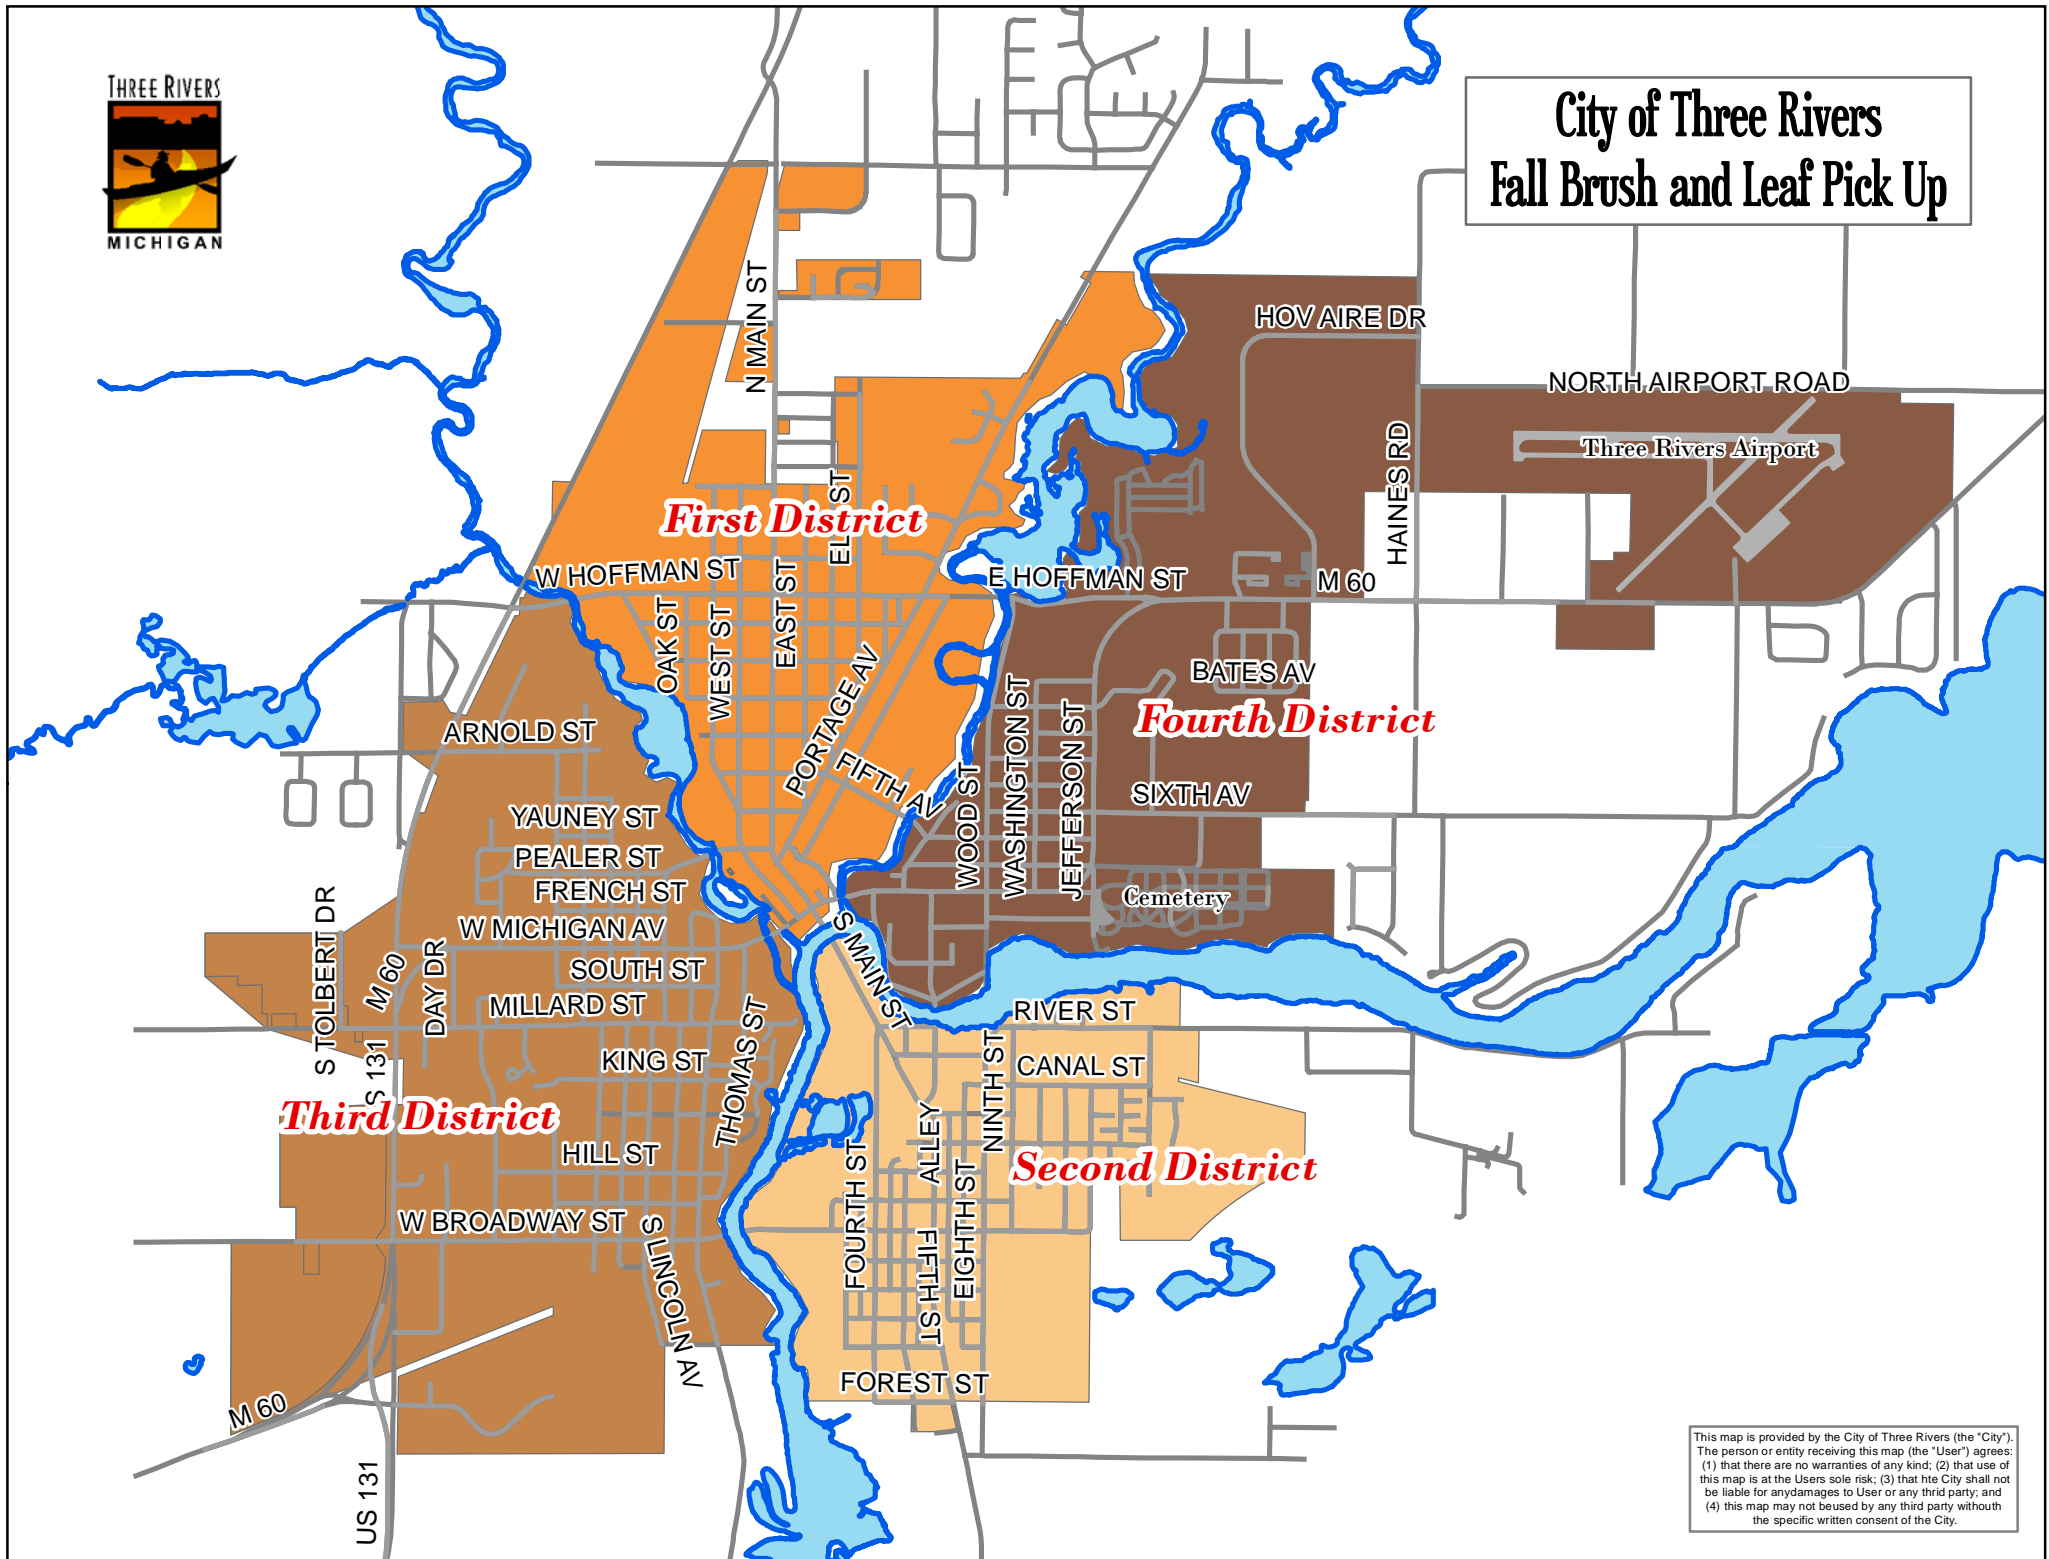 THREE RIVERS
MICHIGAN
City of Three Rivers
Fall Brush and Leaf Pick Up
N MAIN ST
HOV AIRE DR
NORTH AIRPORT ROAD
HAINES RD
Three Rivers Airport
First District
W HOFFMAN ST
E HOFFMAN ST
M 60
OAK ST
WEST ST
EAST ST
PORTAGE AV
FIFTH AV
BATES AV
Fourth District
WOOD ST
WASHINGTON ST
JEFFERSON ST
SIXTH AV
Cemetery
ARNOLD ST
YAUNEY ST
PEALER ST
FRENCH ST
W MICHIGAN AV
SOUTH ST
MILLARD ST
S TOLBERT DR
M 60
DAY DR
S MAIN ST
THOMAS ST
RIVER ST
KING ST
CANAL ST
NINTH ST
S 131
Third District
HILL ST
ALLEY
Second District
FOURTH ST
EIGHTH ST
FIFTH ST
W BROADWAY ST
S LINCOLN AV
FOREST ST
M 60
US 131
This map is provided by the City of Three Rivers (the "City").
The person or entity receiving this map (the "User") agrees:
(1) that there are no warranties of any kind; (2) that use of
this map is at the Users sole risk; (3) that hte City shall not
be liable for anydamages to User or any thrid party; and
(4) this map may not beused by any third party withouth
the specific written consent of the City.